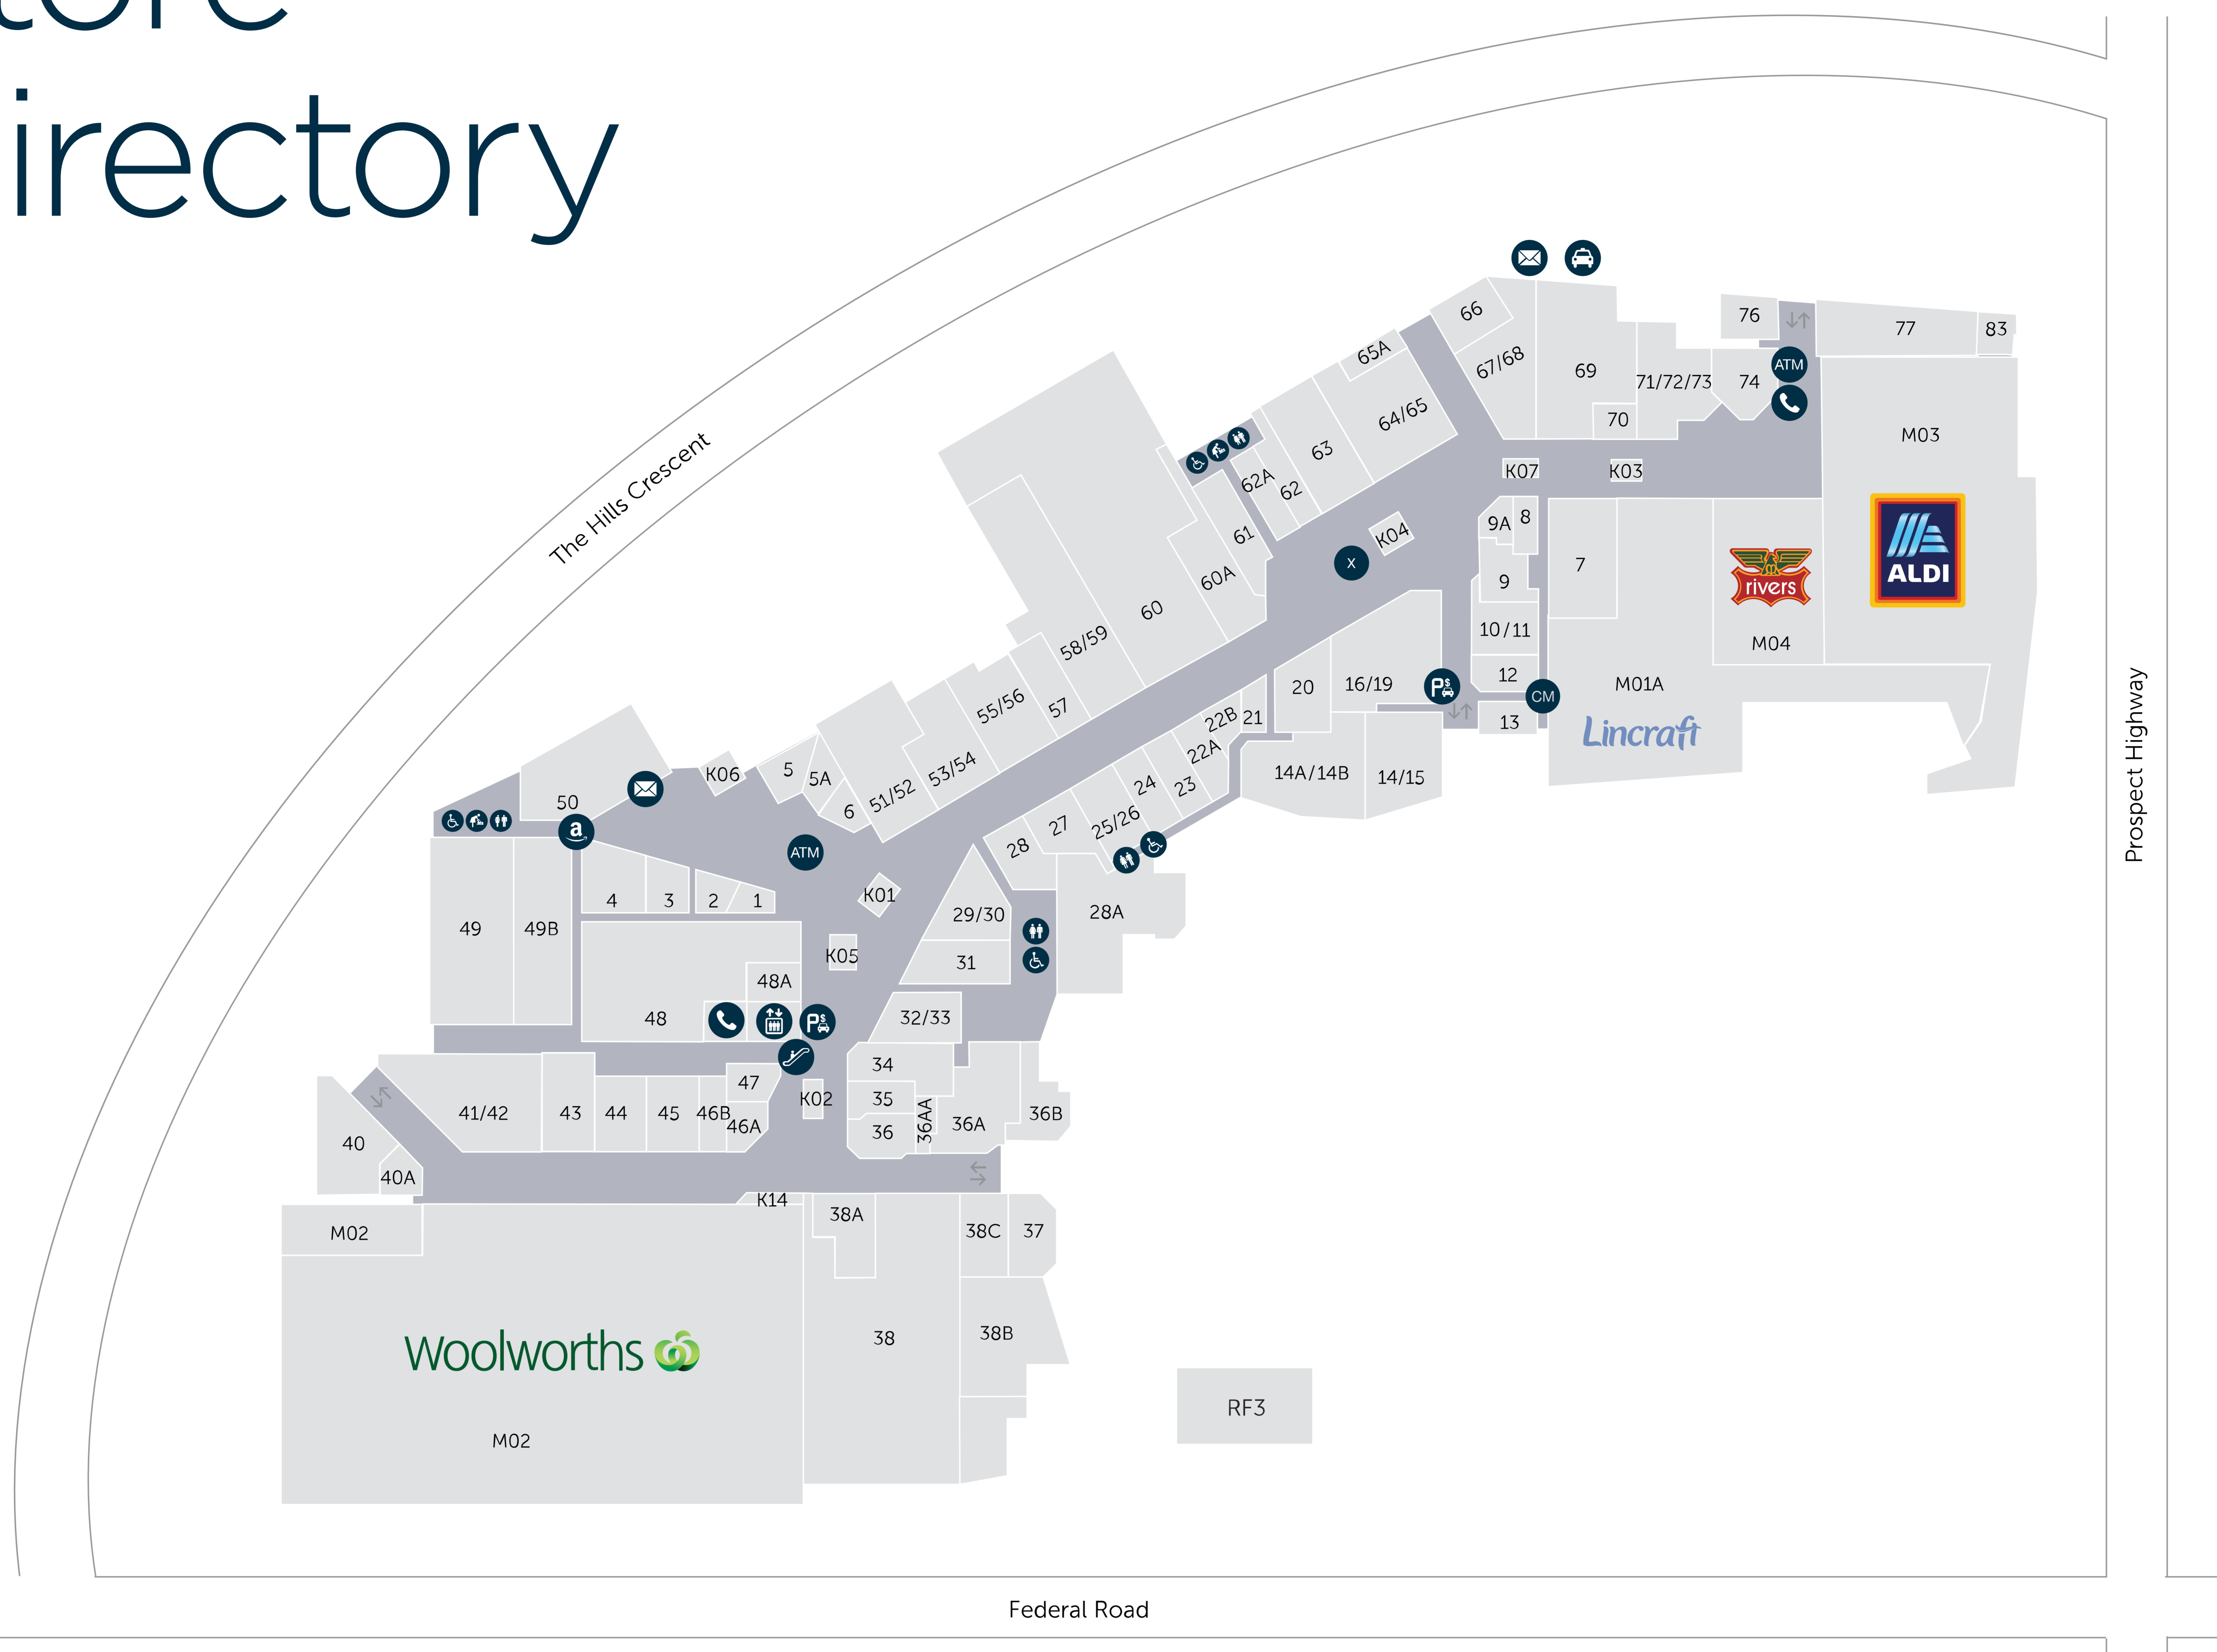 tore
irectory
The Hills Crescent
Prospect Highway
Federal Road
66
67/68
69
70
71/72/73
74
76
77
83
ATM
M03
ALDI
65A
64/65
63
62
62A
61
60A
60
58/59
57
55/56
53/54
51/52
K07
K03
K04
X
9A
8
9
10/11
12
13
CM
7
rivers
M04
M01A
Lincraft
P$
16/19
20
21
22B
22A
23
24
25/26
27
28
14A/14B
14/15
28A
50
K06
5
5A
6
a
ATM
4
3
2
1
K01
K05
49
49B
48A
48
P$
29/30
31
32/33
34
35
36
36AA
36A
36B
K02
47
46A
46B
45
44
43
41/42
40
40A
K14
M02
Woolworths
M02
38A
38
38C
37
38B
RF3